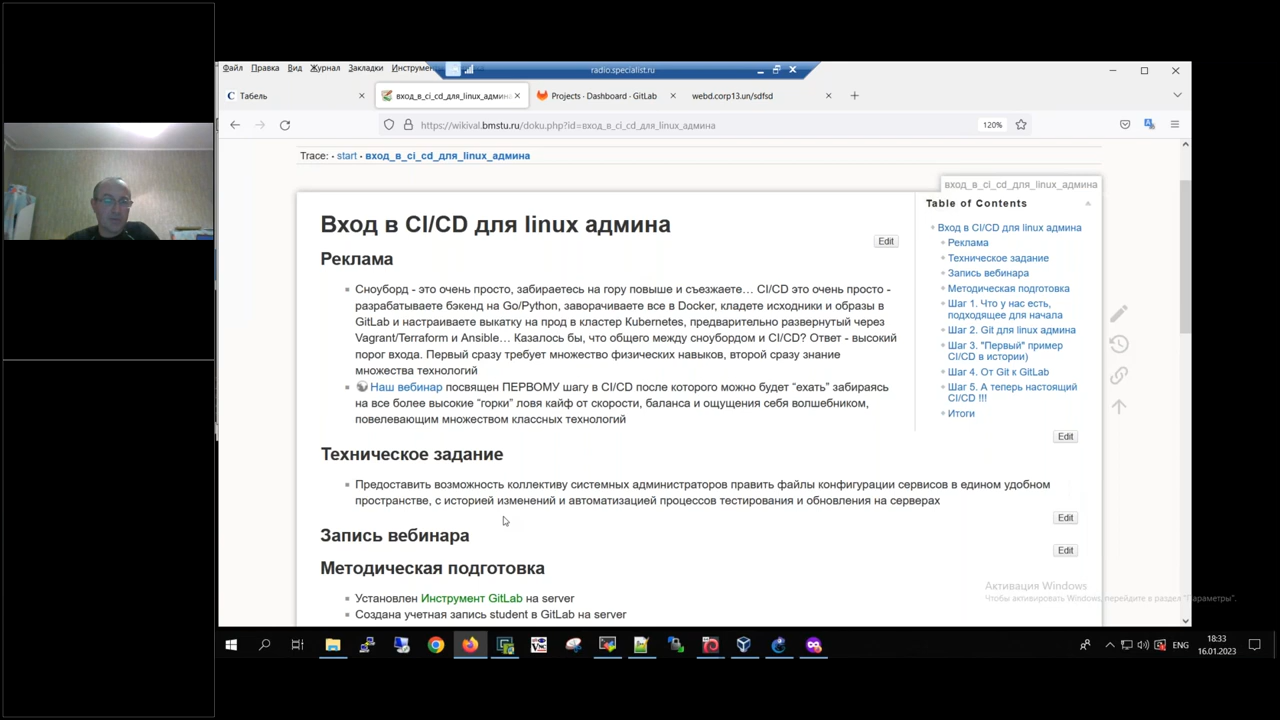 Файл Правка Вид Журнал Закладки Инструмен
radio.specialist.ru
Табель
вход_в_ci_cd_для_linux_админа
Projects · Dashboard · GitLab
webd.corp13.un/sdfsd
https://wikival.bmstu.ru/doku.php?id=вход_в_ci_cd_для_linux_админа
120%
Trace: · start · вход_в_ci_cd_для_linux_админа
вход_в_ci_cd_для_linux_админа
Вход в CI/CD для linux админа
Edit
Реклама
Сноуборд - это очень просто, забираетесь на гору повыше и съезжаете… CI/CD это очень просто -
разрабатываете бэкенд на Go/Python, заворачиваете все в Docker, кладете исходники и образы в
GitLab и настраиваете выкатку на прод в кластер Kubernetes, предварительно развернутый через
Vagrant/Terraform и Ansible… Казалось бы, что общего между сноубордом и CI/CD? Ответ - высокий
порог входа. Первый сразу требует множество физических навыков, второй сразу знание
множества технологий
Наш вебинар посвящен ПЕРВОМУ шагу в CI/CD после которого можно будет “ехать” забираясь
на все более высокие “горки” ловя кайф от скорости, баланса и ощущения себя волшебником,
повелевающим множеством классных технологий
Table of Contents
Вход в CI/CD для linux админа
Реклама
Техническое задание
Запись вебинара
Методическая подготовка
Шаг 1. Что у нас есть,
подходящее для начала
Шаг 2. Git для linux админа
Шаг 3. "Первый" пример
CI/CD в истории)
Шаг 4. От Git к GitLab
Шаг 5. А теперь настоящий
CI/CD !!!
Итоги
Edit
Техническое задание
Предоставить возможность коллективу системных администраторов править файлы конфигурации сервисов в едином удобном
пространстве, с историей изменений и автоматизацией процессов тестирования и обновления на серверах
Edit
Запись вебинара
Edit
Методическая подготовка
Установлен Инструмент GitLab на server
Создана учетная запись student в GitLab на server
Активация Windows
Чтобы активировать Windows, перейдите в раздел "Параметры".
ENG
18:33
16.01.2023